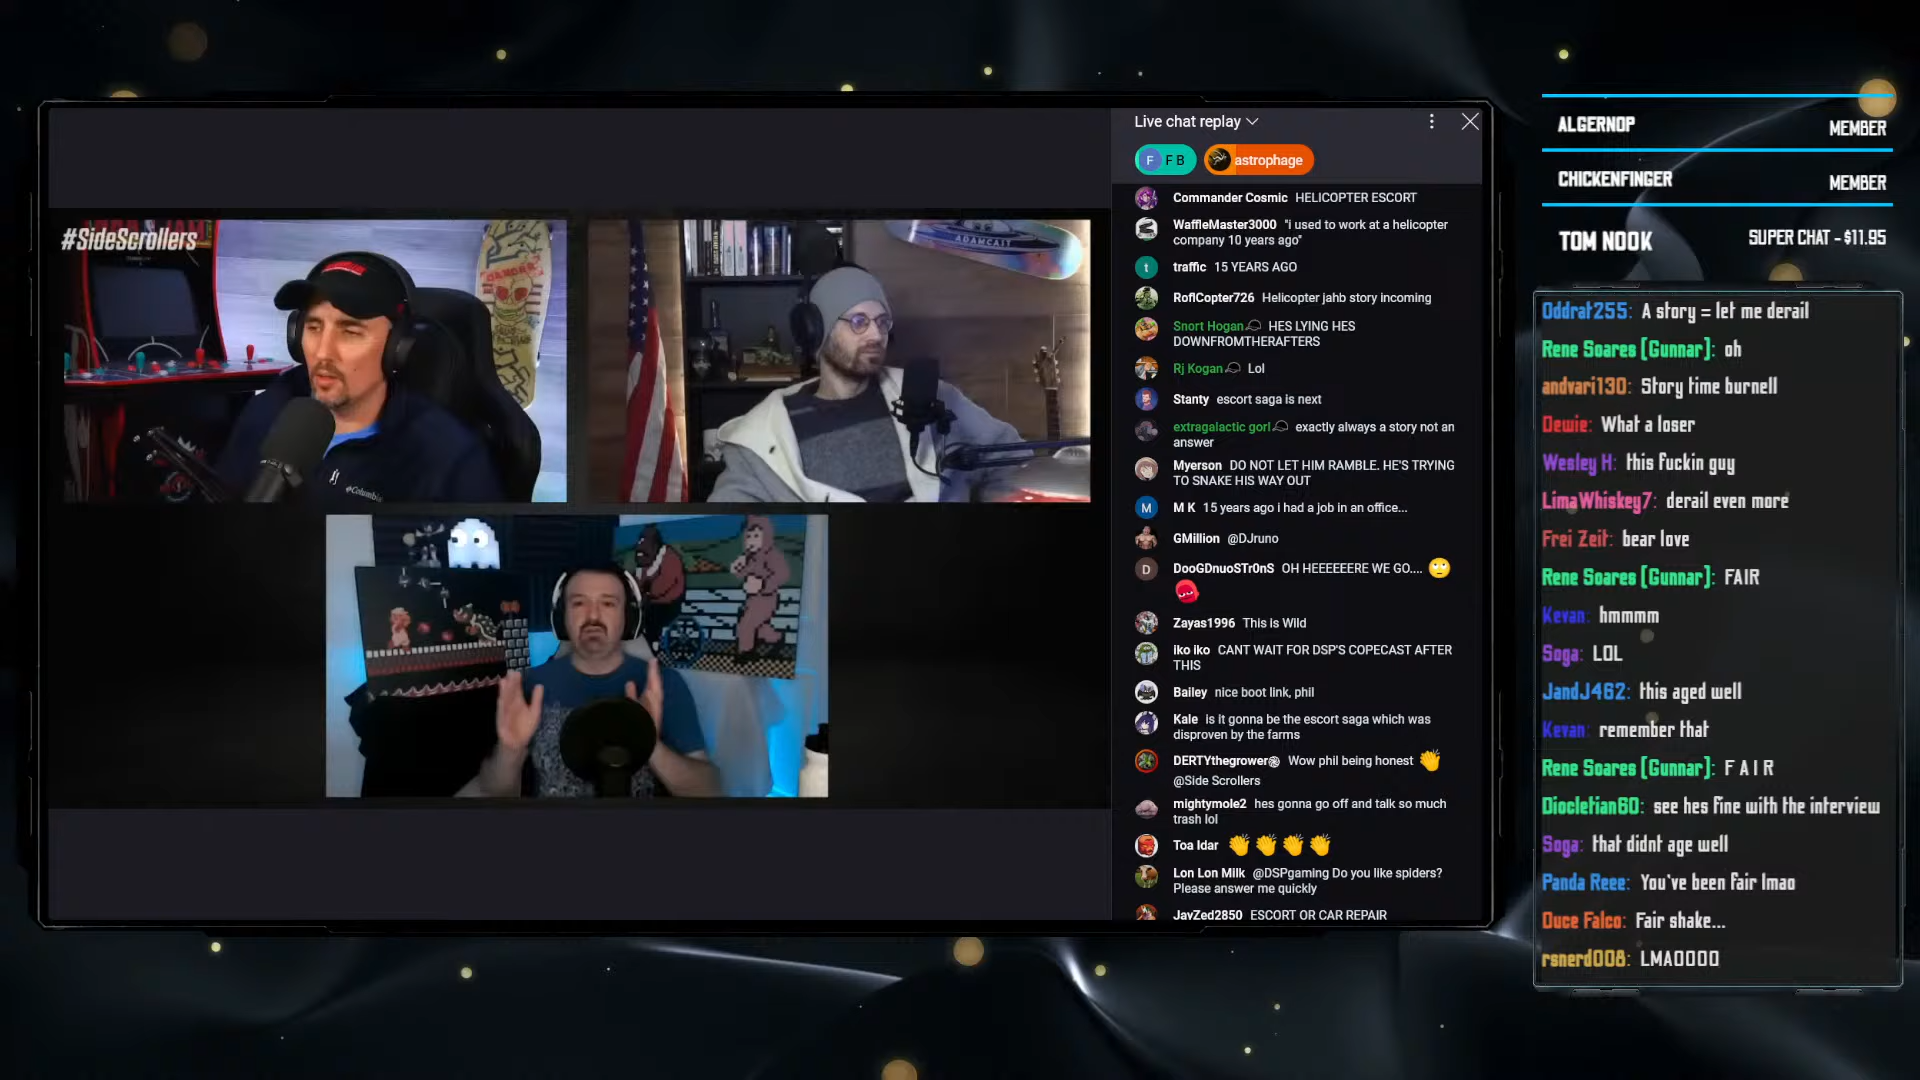 #SideScrollers
ADAMCAIT
Columbia
Live chat replay
F F B
astrophage
Commander Cosmic HELICOPTER ESCORT
WaffleMaster3000 "i used to work at a helicopter
company 10 years ago"
t traffic 15 YEARS AGO
RoflCopter726 Helicopter jahb story incoming
Snort Hogan HES LYING HES
DOWNFROMTHERAFTERS
Rj Kogan Lol
Stanty escort saga is next
extragalactic gorl exactly always a story not an
answer
Myerson DO NOT LET HIM RAMBLE. HE'S TRYING
TO SNAKE HIS WAY OUT
M M K 15 years ago i had a job in an office...
GMillion @DJruno
D DooGDnuoSTr0nS OH HEEEEEERE WE GO.... 🙄
Zayas1996 This is Wild
iko iko CANT WAIT FOR DSP'S COPECAST AFTER
THIS
Bailey nice boot link, phil
Kale is it gonna be the escort saga which was
disproven by the farms
DERTYthegrower Wow phil being honest 👏
@Side Scrollers
mightymole2 hes gonna go off and talk so much
trash lol
Toa Idar 👏 👏 👏 👏
Lon Lon Milk @DSPgaming Do you like spiders?
Please answer me quickly
JayZed2850 ESCORT OR CAR REPAIR
ALGERNOP MEMBER
CHICKENFINGER MEMBER
TOM NOOK SUPER CHAT - $11.95
Oddrat255: A story = let me derail
Rene Soares [Gunnar]: oh
andvari130: Story time burnell
Dewie: What a loser
Wesley H: this fuckin guy
LimaWhiskey7: derail even more
Frei Zeit: bear love
Rene Soares [Gunnar]: FAIR
Kevan: hmmmm
Soga: LOL
JandJ462: this aged well
Kevan: remember that
Rene Soares [Gunnar]: F A I R
Diocletian60: see hes fine with the interview
Soga: that didnt age well
Panda Reee: You've been fair lmao
Duce Falco: Fair shake...
rsnerd008: LMAOOOO